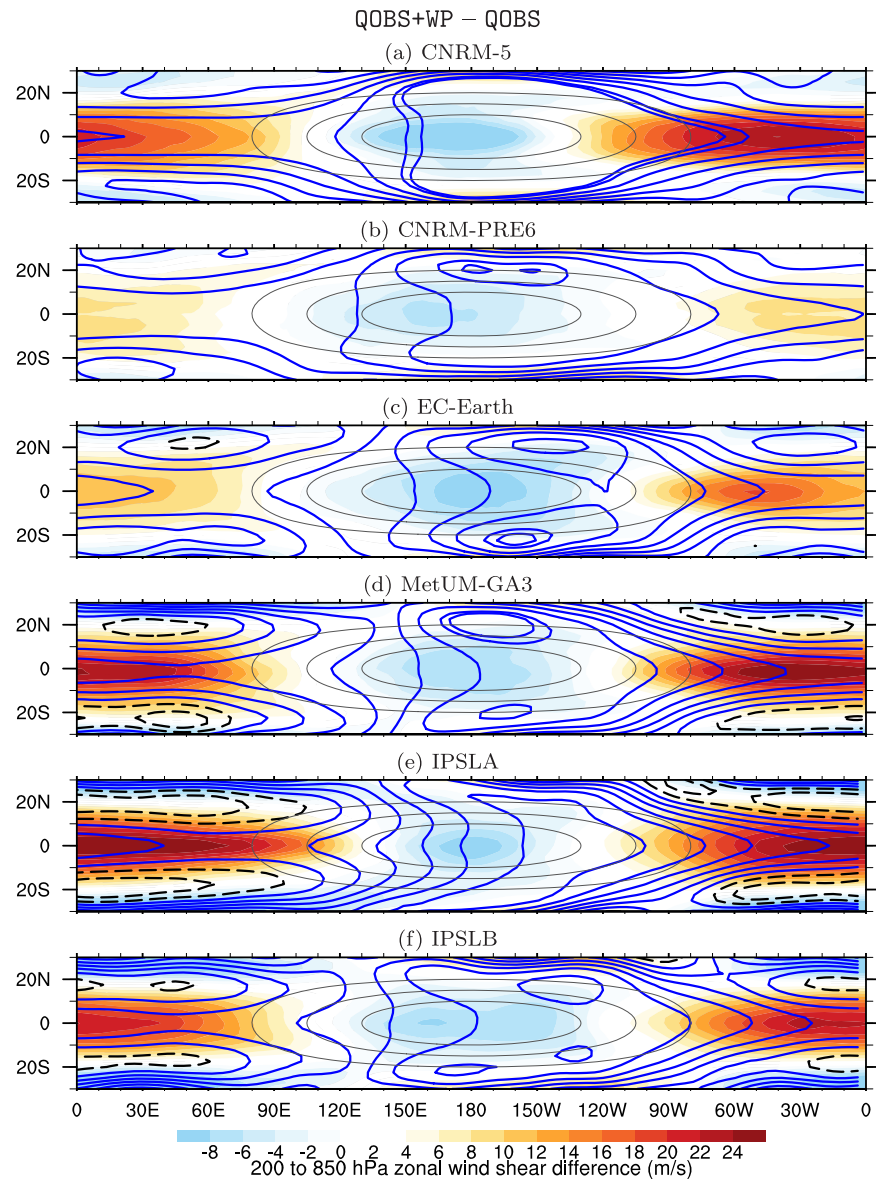 QOBS+WP – QOBS
(a) CNRM-5
20N
0
20S
(b) CNRM-PRE6
20N
0
20S
(c) EC-Earth
20N
0
20S
(d) MetUM-GA3
20N
0
20S
(e) IPSLA
20N
0
20S
(f) IPSLB
20N
0
20S
0 30E 60E 90E 120E 150E 180 150W 120W 90W 60W 30W 0
-8 -6 -4 -2 0 2 4 6 8 10 12 14 16 18 20 22 24
200 to 850 hPa zonal wind shear difference (m/s)